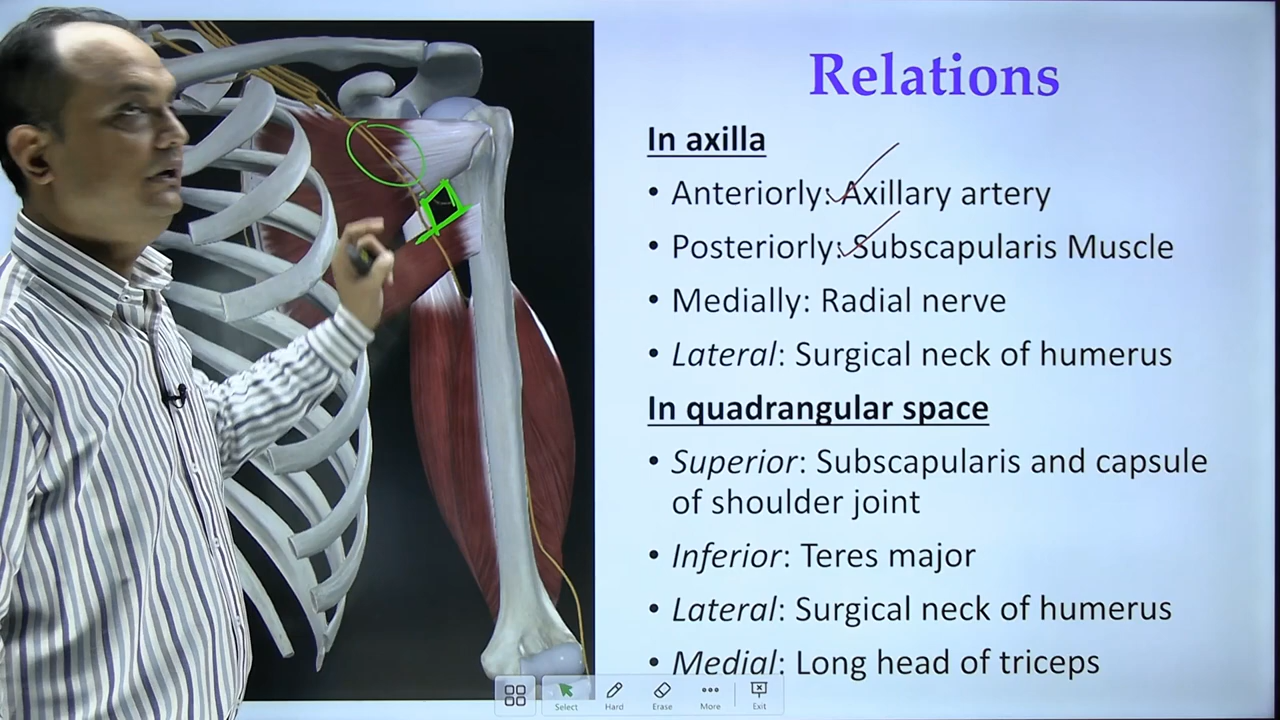 Relations
In axilla
• Anteriorly: Axillary artery
• Posteriorly: Subscapularis Muscle
• Medially: Radial nerve
• Lateral: Surgical neck of humerus
In quadrangular space
• Superior: Subscapularis and capsule
of shoulder joint
• Inferior: Teres major
• Lateral: Surgical neck of humerus
• Medial: Long head of triceps
Select Hard Erase More Exit